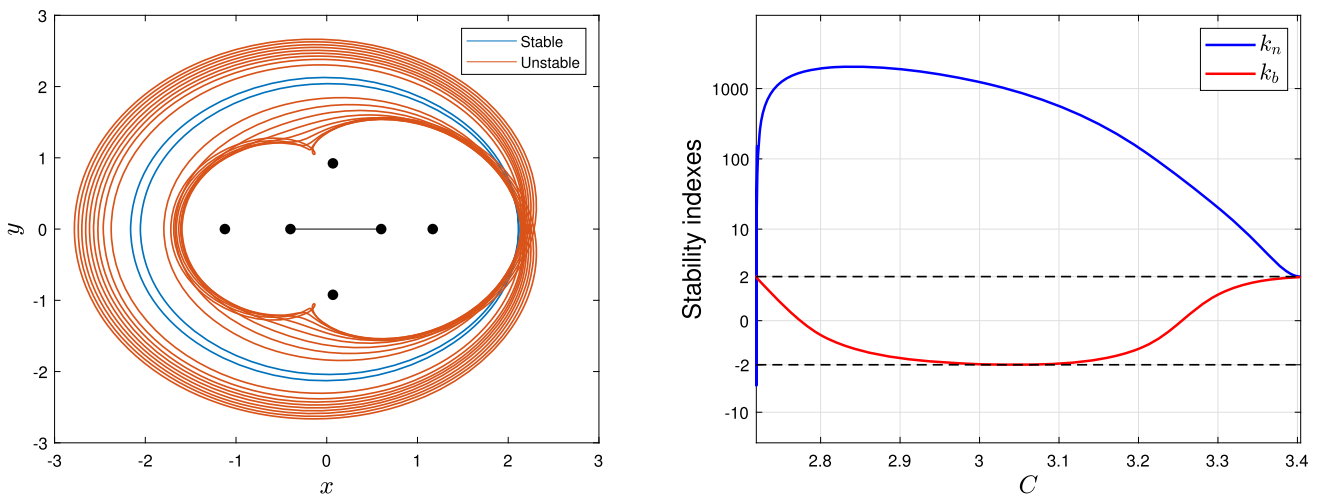 3
2
1
0
-1
-2
-3
y
-3 -2 -1 0 1 2 3
x
Stable
Unstable
Stability indexes
1000
100
10
2
0
-2
-10
2.8 2.9 3 3.1 3.2 3.3 3.4
C
k_n
k_b